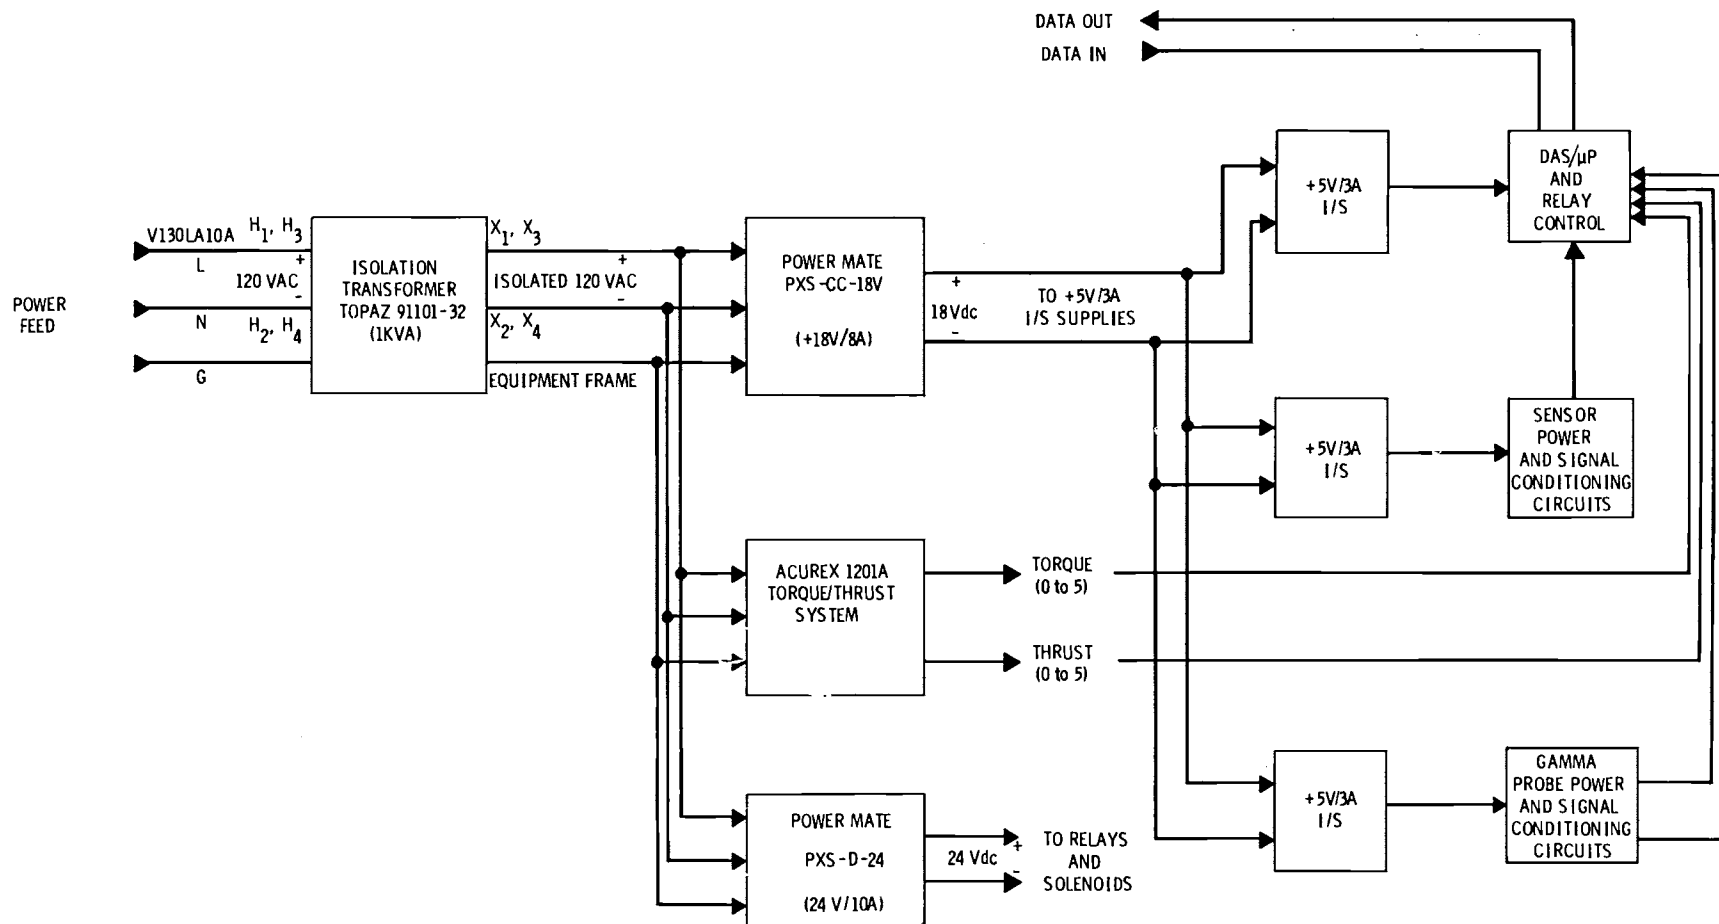 DATA OUT
DATA IN
POWER
FEED
V130LA10A
H1, H3
L
+
120 VAC
-
N
H2, H4
G
ISOLATION
TRANSFORMER
TOPAZ 91101-32
(1KVA)
X1, X3
+
ISOLATED 120 VAC
-
X2, X4
EQUIPMENT FRAME
POWER MATE
PXS-CC-18V
(+18V/8A)
+
18Vdc
-
TO +5V/3A
I/S SUPPLIES
+5V/3A
I/S
DAS/µP
AND
RELAY
CONTROL
+5V/3A
I/S
SENSOR
POWER
AND SIGNAL
CONDITIONING
CIRCUITS
ACUREX 1201A
TORQUE/THRUST
SYSTEM
TORQUE
(0 to 5)
THRUST
(0 to 5)
POWER MATE
PXS-D-24
(24 V/10A)
24 Vdc
+
-
TO RELAYS
AND
SOLENOIDS
+5V/3A
I/S
GAMMA
PROBE POWER
AND SIGNAL
CONDITIONING
CIRCUITS